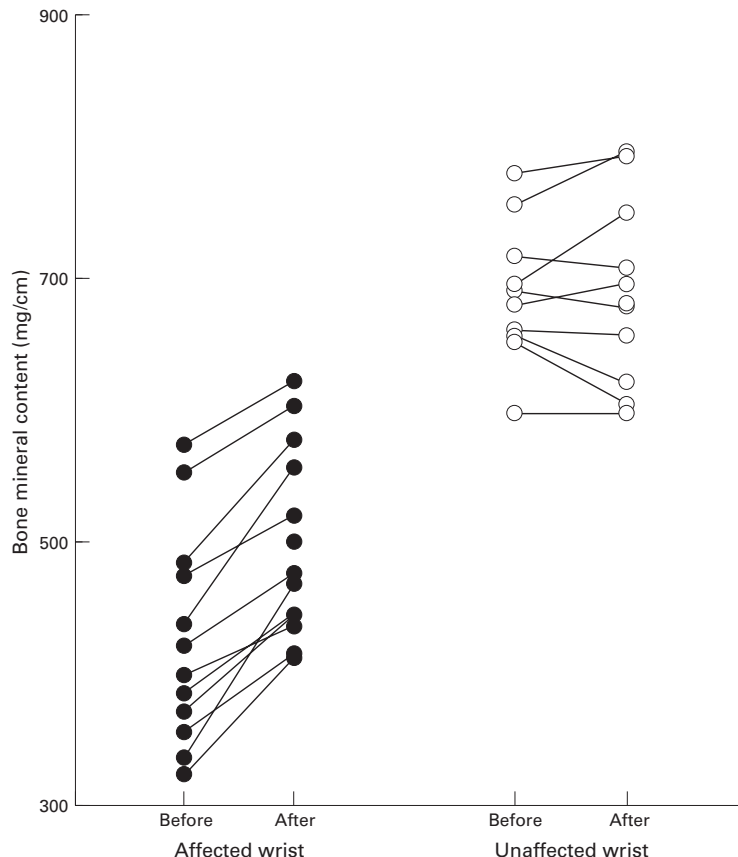 900
700
500
300
Bone mineral content (mg/cm)
Before After Before After
Affected wrist Unaffected wrist